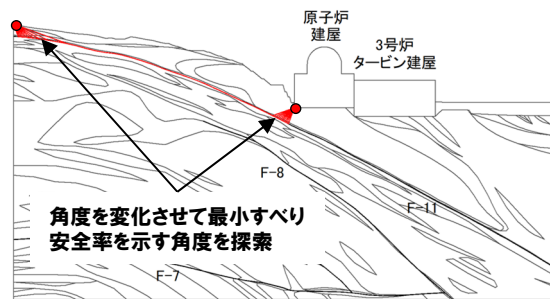 原子炉
建屋
3号炉
タービン建屋
F-8
F-11
角度を変化させて最小すべり
安全率を示す角度を探索
F-7